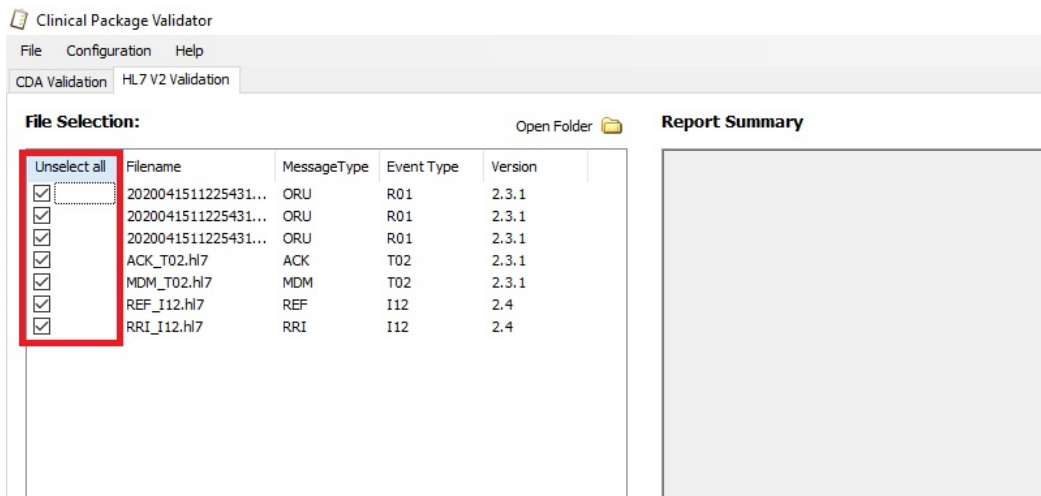 Clinical Package Validator
File Configuration Help
CDA Validation HL7 V2 Validation
File Selection: Open Folder Report Summary
Unselect all Filename MessageType Event Type Version
2020041511225431... ORU R01 2.3.1
2020041511225431... ORU R01 2.3.1
2020041511225431... ORU R01 2.3.1
ACK_T02.hl7 ACK T02 2.3.1
MDM_T02.hl7 MDM T02 2.3.1
REF_I12.hl7 REF I12 2.4
RRI_I12.hl7 RRI I12 2.4